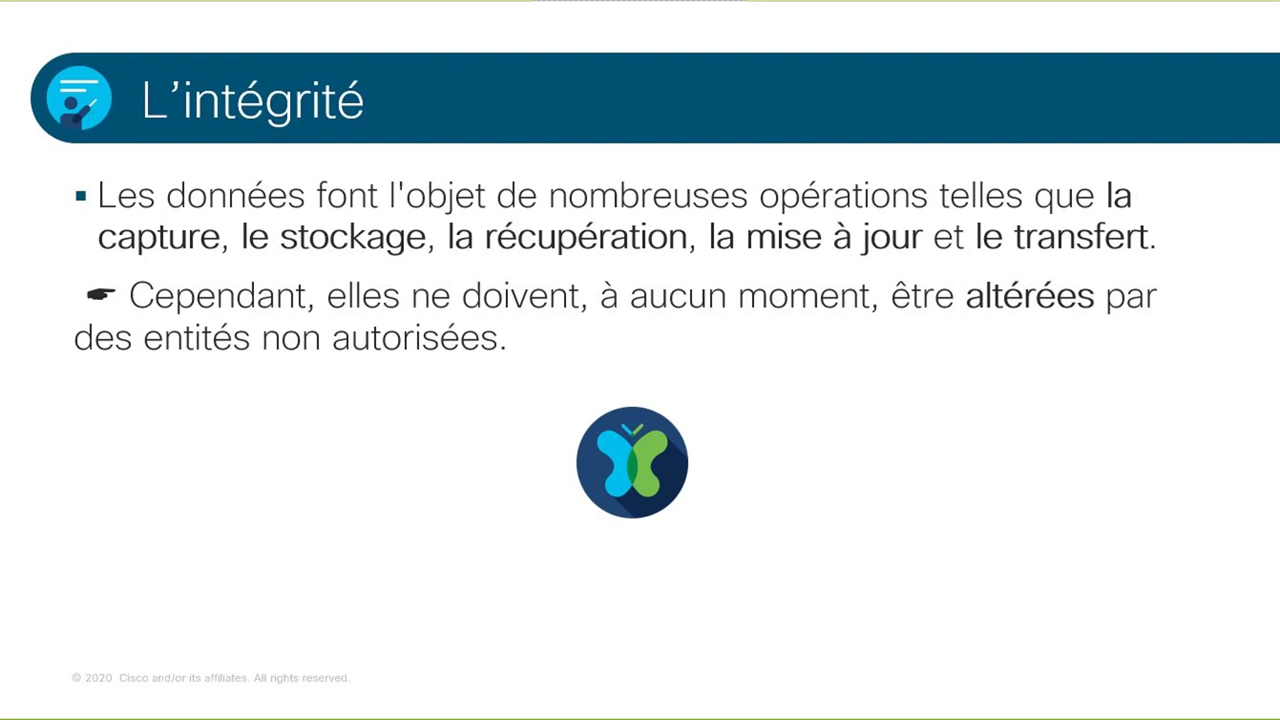 L’intégrité
▪ Les données font l'objet de nombreuses opérations telles que la
capture, le stockage, la récupération, la mise à jour et le transfert.
☛ Cependant, elles ne doivent, à aucun moment, être altérées par
des entités non autorisées.
© 2020 Cisco and/or its affiliates. All rights reserved.